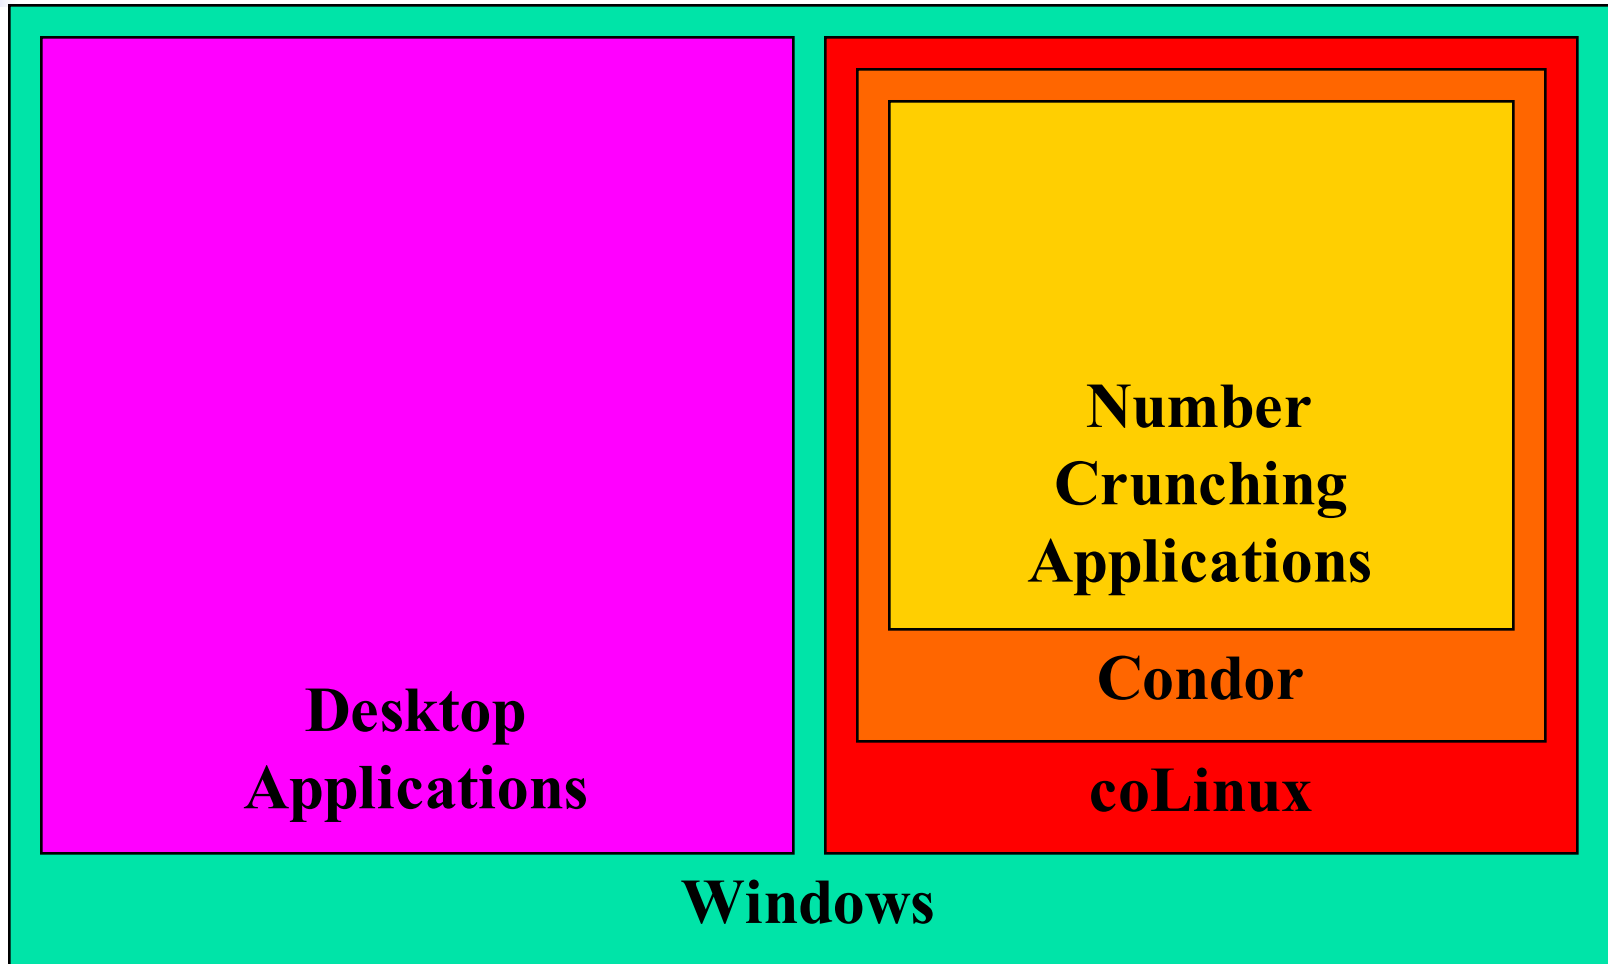 Desktop
Applications
Number
Crunching
Applications
Condor
coLinux
Windows